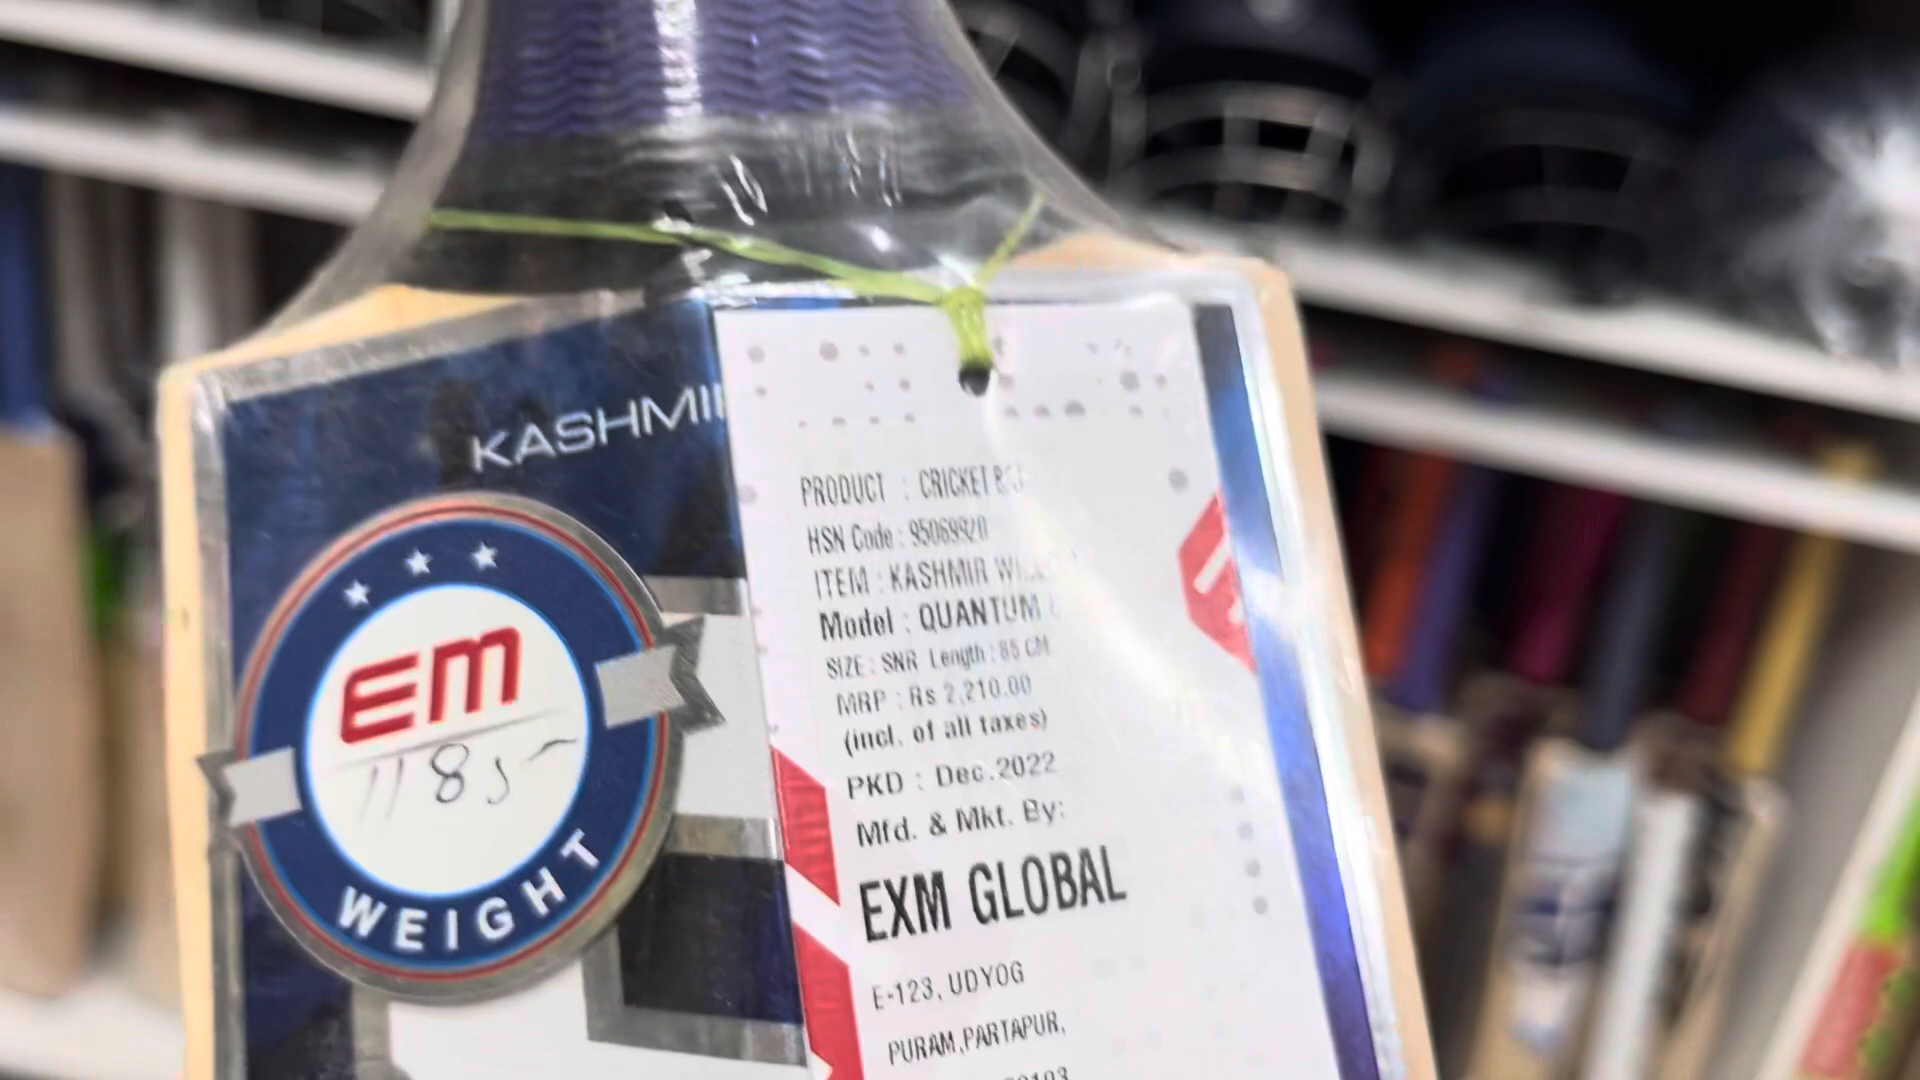 KASHMI
EM
1185-
WEIGHT
PRODUCT : CRICKET
HSN Code : 95069920
ITEM : KASHMIR
Model : QUANTUM
SIZE : SNR Length : 85 CM
MRP : Rs 2,210.00
(incl. of all taxes)
PKD : Dec.2022
Mfd. & Mkt. By:
EXM GLOBAL
E-123, UDYOG
PURAM,PARTAPUR,